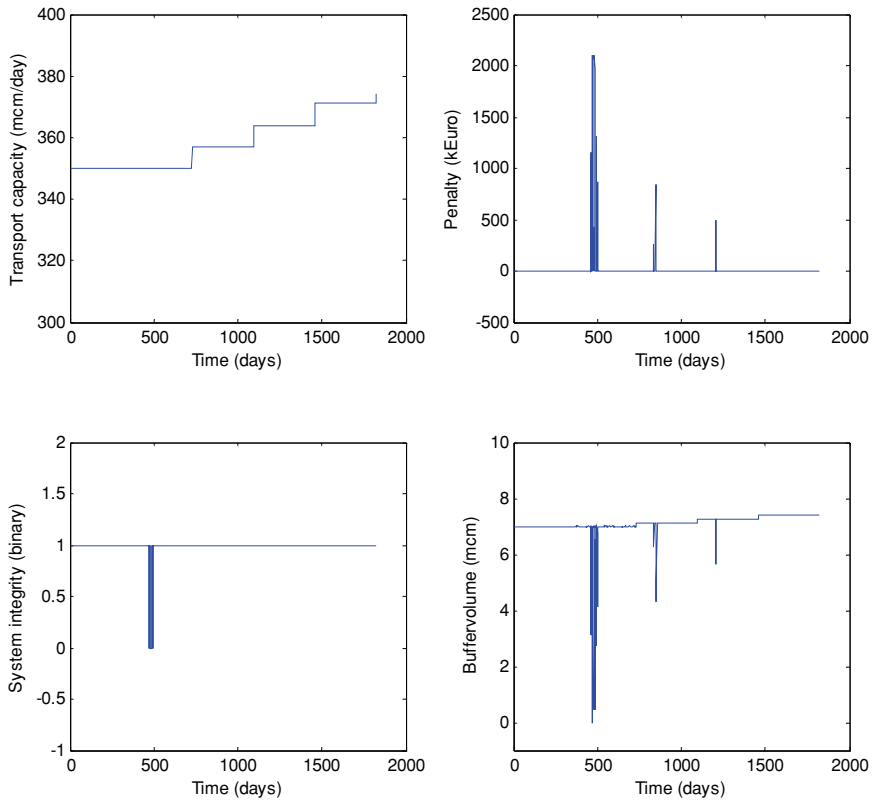 400
380
360
340
320
300
Transport capacity (mcm/day)
0 500 1000 1500 2000
Time (days)
2500
2000
1500
1000
500
0
-500
Penalty (kEuro)
0 500 1000 1500 2000
Time (days)
2
1.5
1
0.5
0
-0.5
-1
System integrity (binary)
0 500 1000 1500 2000
Time (days)
10
8
6
4
2
0
Buffervolume (mcm)
0 500 1000 1500 2000
Time (days)